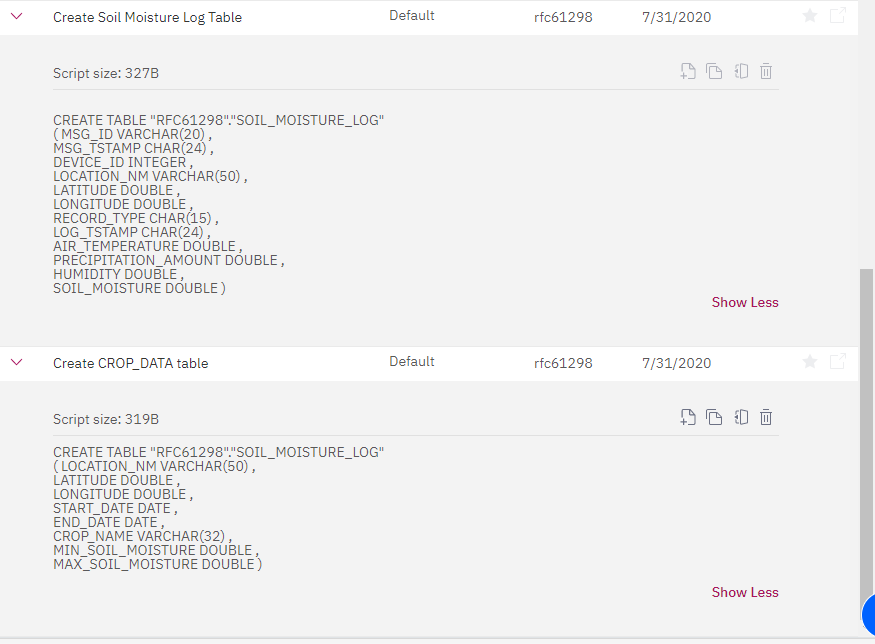 Create Soil Moisture Log Table Default rfc61298 7/31/2020
Script size: 327B
CREATE TABLE "RFC61298"."SOIL_MOISTURE_LOG"
( MSG_ID VARCHAR(20) ,
MSG_TSTAMP CHAR(24) ,
DEVICE_ID INTEGER ,
LOCATION_NM VARCHAR(50) ,
LATITUDE DOUBLE ,
LONGITUDE DOUBLE ,
RECORD_TYPE CHAR(15) ,
LOG_TSTAMP CHAR(24) ,
AIR_TEMPERATURE DOUBLE ,
PRECIPITATION_AMOUNT DOUBLE ,
HUMIDITY DOUBLE ,
SOIL_MOISTURE DOUBLE )
Show Less
Create CROP_DATA table Default rfc61298 7/31/2020
Script size: 319B
CREATE TABLE "RFC61298"."SOIL_MOISTURE_LOG"
( LOCATION_NM VARCHAR(50) ,
LATITUDE DOUBLE ,
LONGITUDE DOUBLE ,
START_DATE DATE ,
END_DATE DATE ,
CROP_NAME VARCHAR(32) ,
MIN_SOIL_MOISTURE DOUBLE ,
MAX_SOIL_MOISTURE DOUBLE )
Show Less